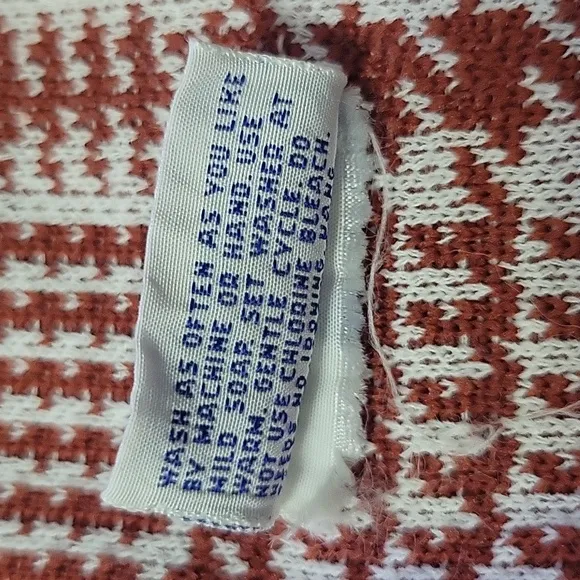 WASH AS OFTEN AS YOU LIKE
BY MACHINE OR HAND USE
MILD SOAP SET WASHER AT
WARM, GENTLE CYCLE, DO
NOT USE CHLORINE BLEACH.